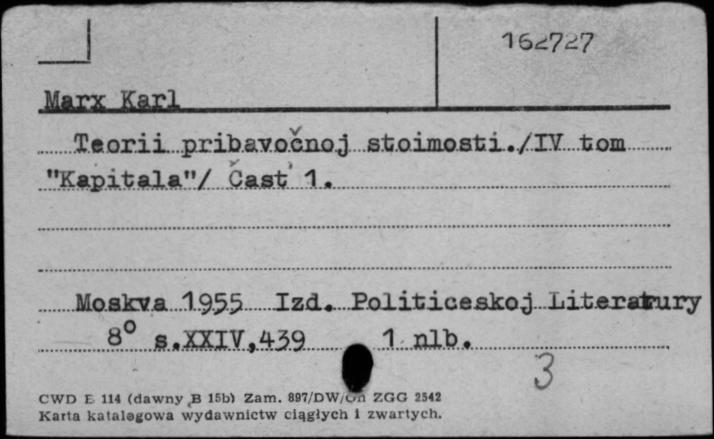 162727
Marx Karl
Teorii pribavočnoj stoimosti./IV tom
"Kapitala"/ Čast' 1.
Moskva 1955 Izd. Politiceskoj Literatury
8° s.XXIV,439 1 nlb.
3
CWD E 114 (dawny B 15b) Zam. 897/DW/ ZGG 2542
Karta katalogowa wydawnictw ciągłych i zwartych.